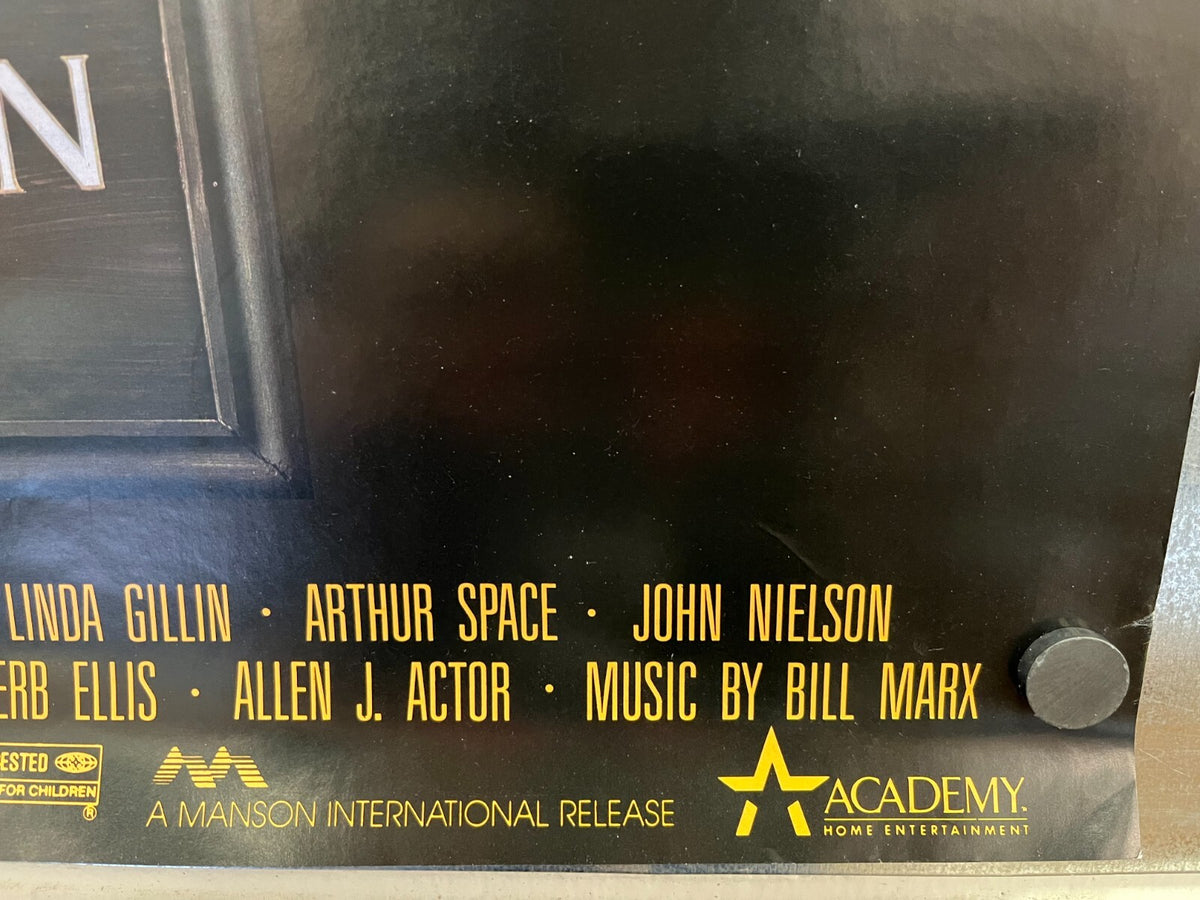 N
LINDA GILLIN · ARTHUR SPACE · JOHN NIELSON
ERB ELLIS · ALLEN J. ACTOR · MUSIC BY BILL MARX
ESTED
FOR CHILDREN
®
A MANSON INTERNATIONAL RELEASE
ACADEMY™
HOME ENTERTAINMENT